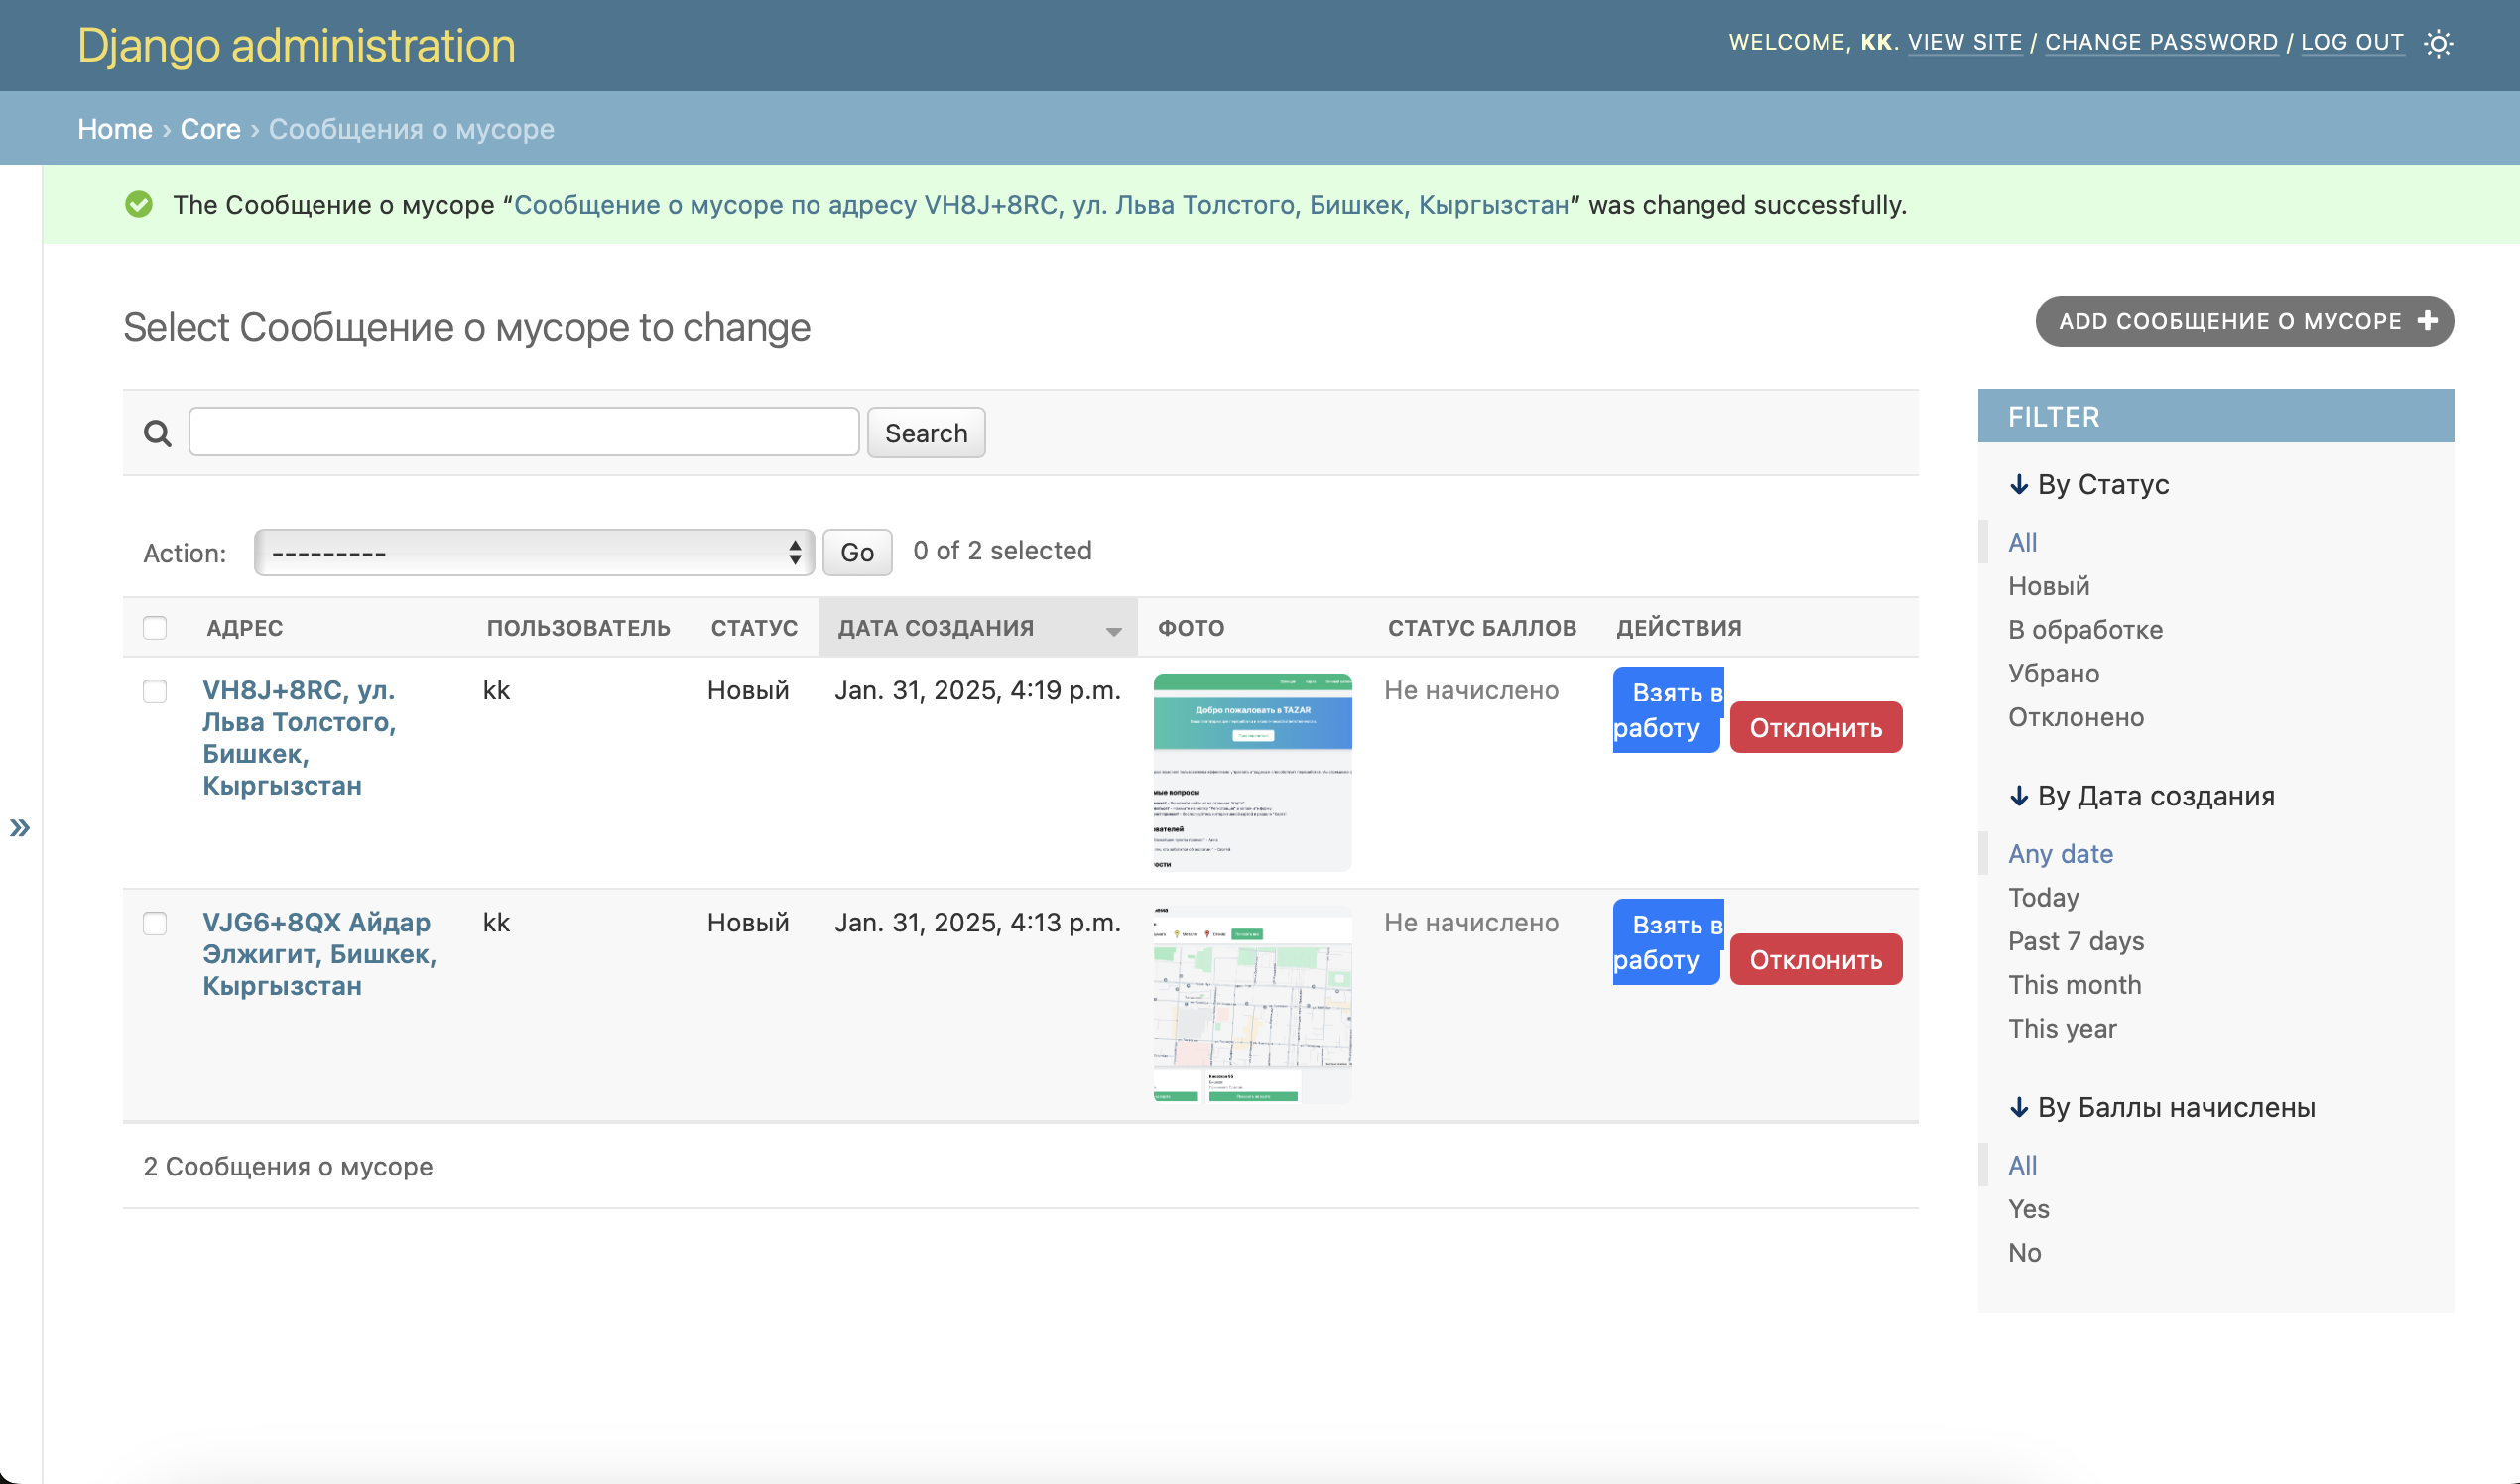 Django administration
WELCOME, KK. VIEW SITE / CHANGE PASSWORD / LOG OUT
Home › Core › Сообщения о мусоре
The Сообщение о мусоре “Сообщение о мусоре по адресу VH8J+8RC, ул. Льва Толстого, Бишкек, Кыргызстан” was changed successfully.
Select Сообщение о мусоре to change
ADD СООБЩЕНИЕ О МУСОРЕ
Search
Action:
---------
Go
0 of 2 selected
АДРЕС ПОЛЬЗОВАТЕЛЬ СТАТУС ДАТА СОЗДАНИЯ ФОТО СТАТУС БАЛЛОВ ДЕЙСТВИЯ
VH8J+8RC, ул.
Льва Толстого,
Бишкек,
Кыргызстан
kk
Новый
Jan. 31, 2025, 4:19 p.m.
Добро пожаловать в TAZAR
Не начислено
Взять в
работу
Отклонить
VJG6+8QX Айдар
Элжигит, Бишкек,
Кыргызстан
kk
Новый
Jan. 31, 2025, 4:13 p.m.
Не начислено
Взять в
работу
Отклонить
2 Сообщения о мусоре
FILTER
By Статус
All
Новый
В обработке
Убрано
Отклонено
By Дата создания
Any date
Today
Past 7 days
This month
This year
By Баллы начислены
All
Yes
No